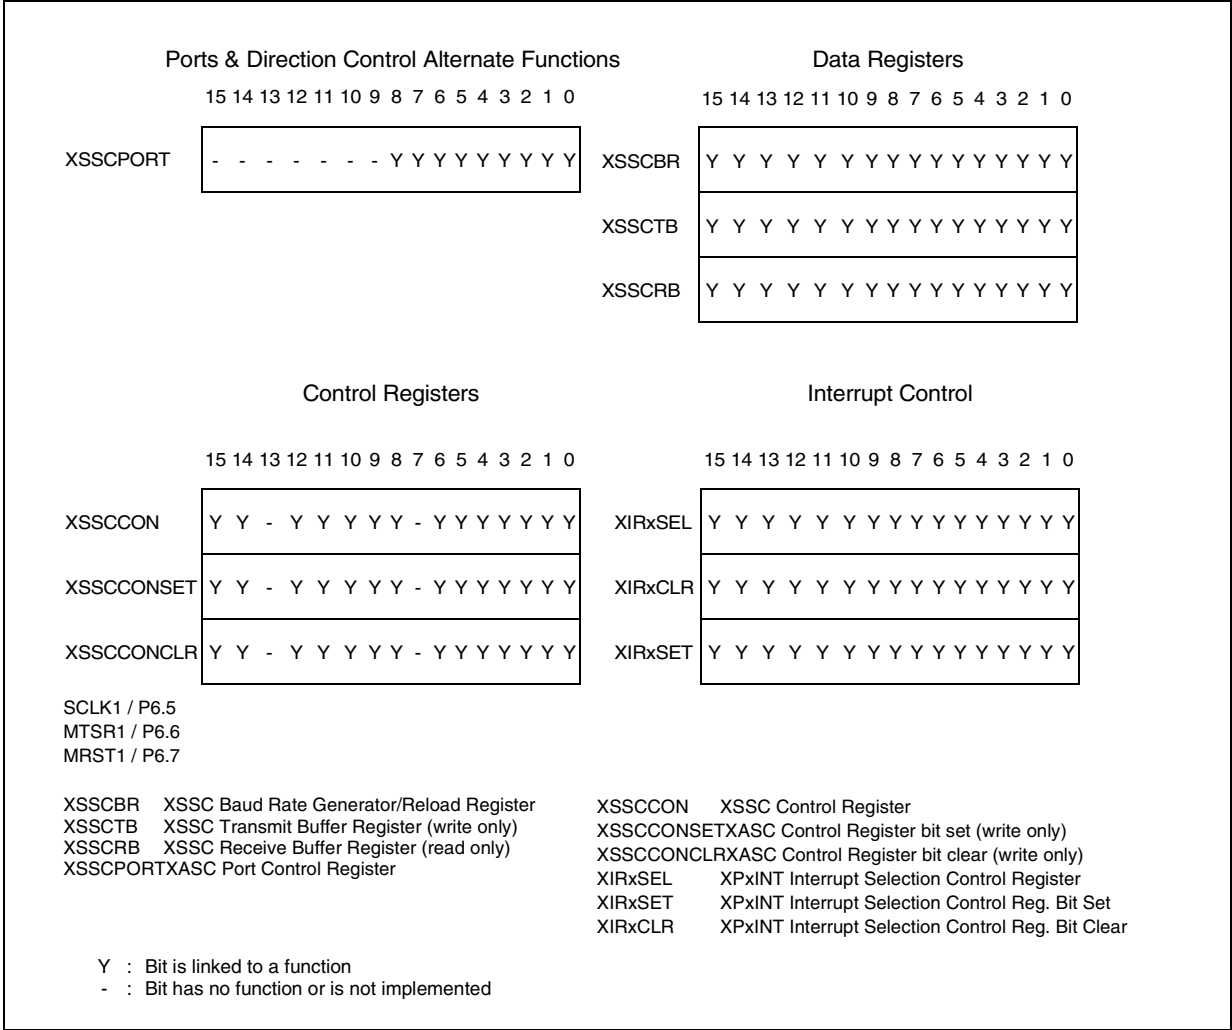 Ports & Direction Control Alternate Functions
15 14 13 12 11 10 9 8 7 6 5 4 3 2 1 0
XSSCPORT - - - - - - - Y Y Y Y Y Y Y Y Y
Data Registers
15 14 13 12 11 10 9 8 7 6 5 4 3 2 1 0
XSSCBR Y Y Y Y Y Y Y Y Y Y Y Y Y Y Y Y
XSSCTB Y Y Y Y Y Y Y Y Y Y Y Y Y Y Y Y
XSSCRB Y Y Y Y Y Y Y Y Y Y Y Y Y Y Y Y
Control Registers
15 14 13 12 11 10 9 8 7 6 5 4 3 2 1 0
XSSCCON Y Y - Y Y Y Y Y - Y Y Y Y Y Y Y
XSSCCONSET Y Y - Y Y Y Y Y - Y Y Y Y Y Y Y
XSSCCONCLR Y Y - Y Y Y Y Y - Y Y Y Y Y Y Y
Interrupt Control
15 14 13 12 11 10 9 8 7 6 5 4 3 2 1 0
XIRxSEL Y Y Y Y Y Y Y Y Y Y Y Y Y Y Y Y
XIRxCLR Y Y Y Y Y Y Y Y Y Y Y Y Y Y Y Y
XIRxSET Y Y Y Y Y Y Y Y Y Y Y Y Y Y Y Y
SCLK1 / P6.5
MTSR1 / P6.6
MRST1 / P6.7
XSSCBR XSSC Baud Rate Generator/Reload Register
XSSCTB XSSC Transmit Buffer Register (write only)
XSSCRB XSSC Receive Buffer Register (read only)
XSSCPORTXASC Port Control Register
XSSCCON XSSC Control Register
XSSCCONSETXASC Control Register bit set (write only)
XSSCCONCLRXASC Control Register bit clear (write only)
XIRxSEL XPxINT Interrupt Selection Control Register
XIRxSET XPxINT Interrupt Selection Control Reg. Bit Set
XIRxCLR XPxINT Interrupt Selection Control Reg. Bit Clear
Y : Bit is linked to a function
- : Bit has no function or is not implemented